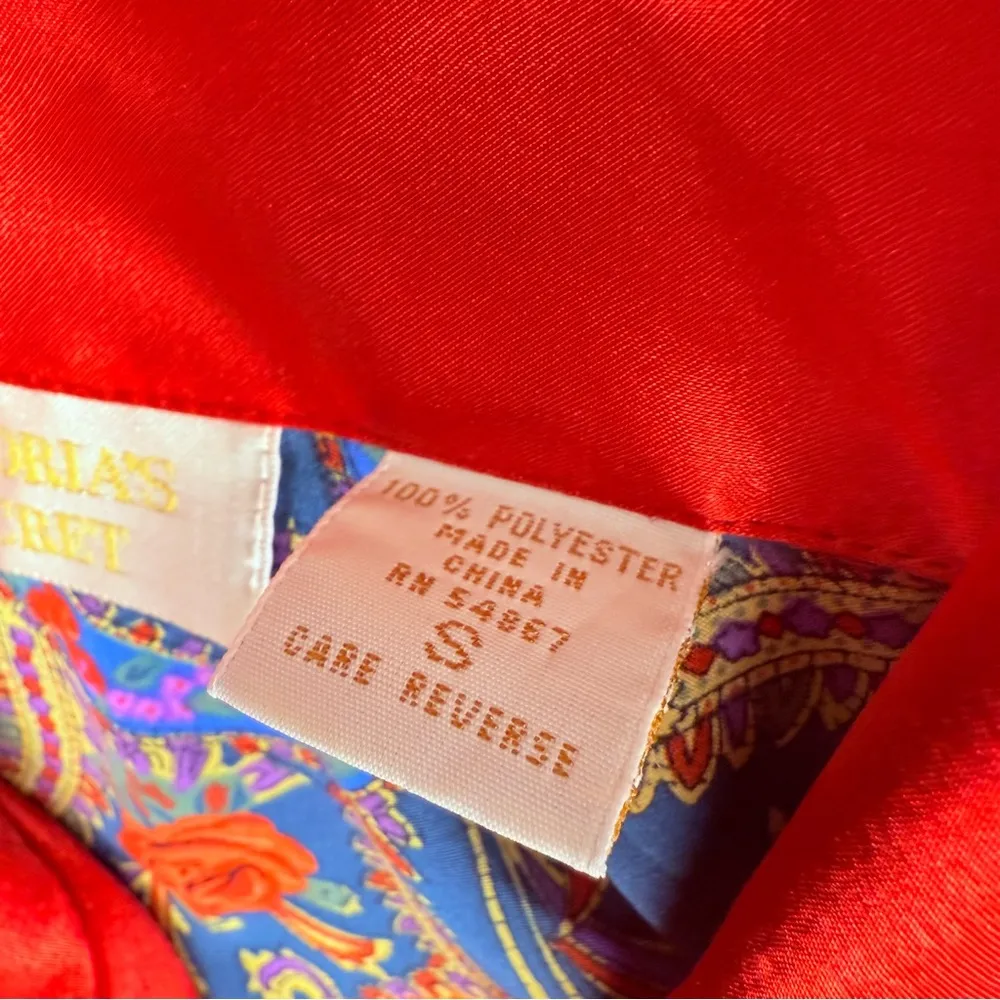 ORIA'S
CRET
100% POLYESTER
MADE IN
CHINA
RN 54867
S
CARE REVERSE